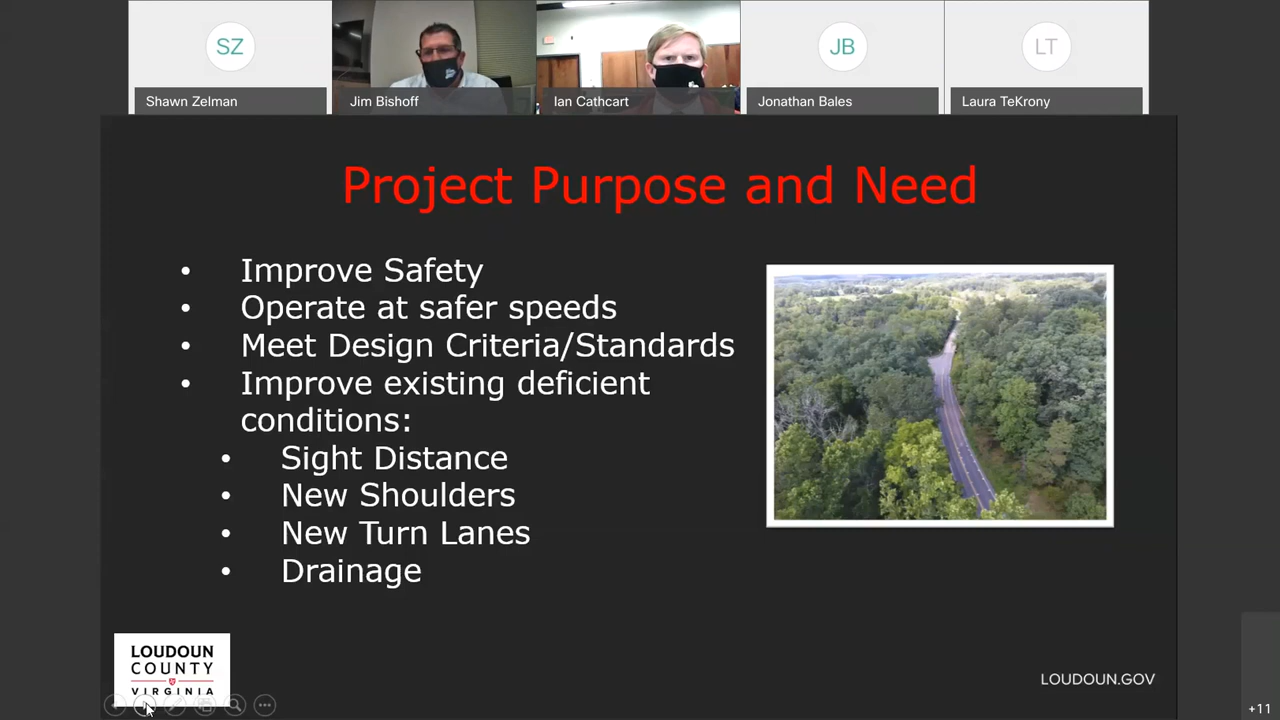 SZ
JB
LT
Shawn Zelman
Jim Bishoff
Ian Cathcart
Jonathan Bales
Laura TeKrony
Project Purpose and Need
• Improve Safety
• Operate at safer speeds
• Meet Design Criteria/Standards
• Improve existing deficient
conditions:
• Sight Distance
• New Shoulders
• New Turn Lanes
• Drainage
LOUDOUN
COUNTY
VIRGINIA
LOUDOUN.GOV
+11